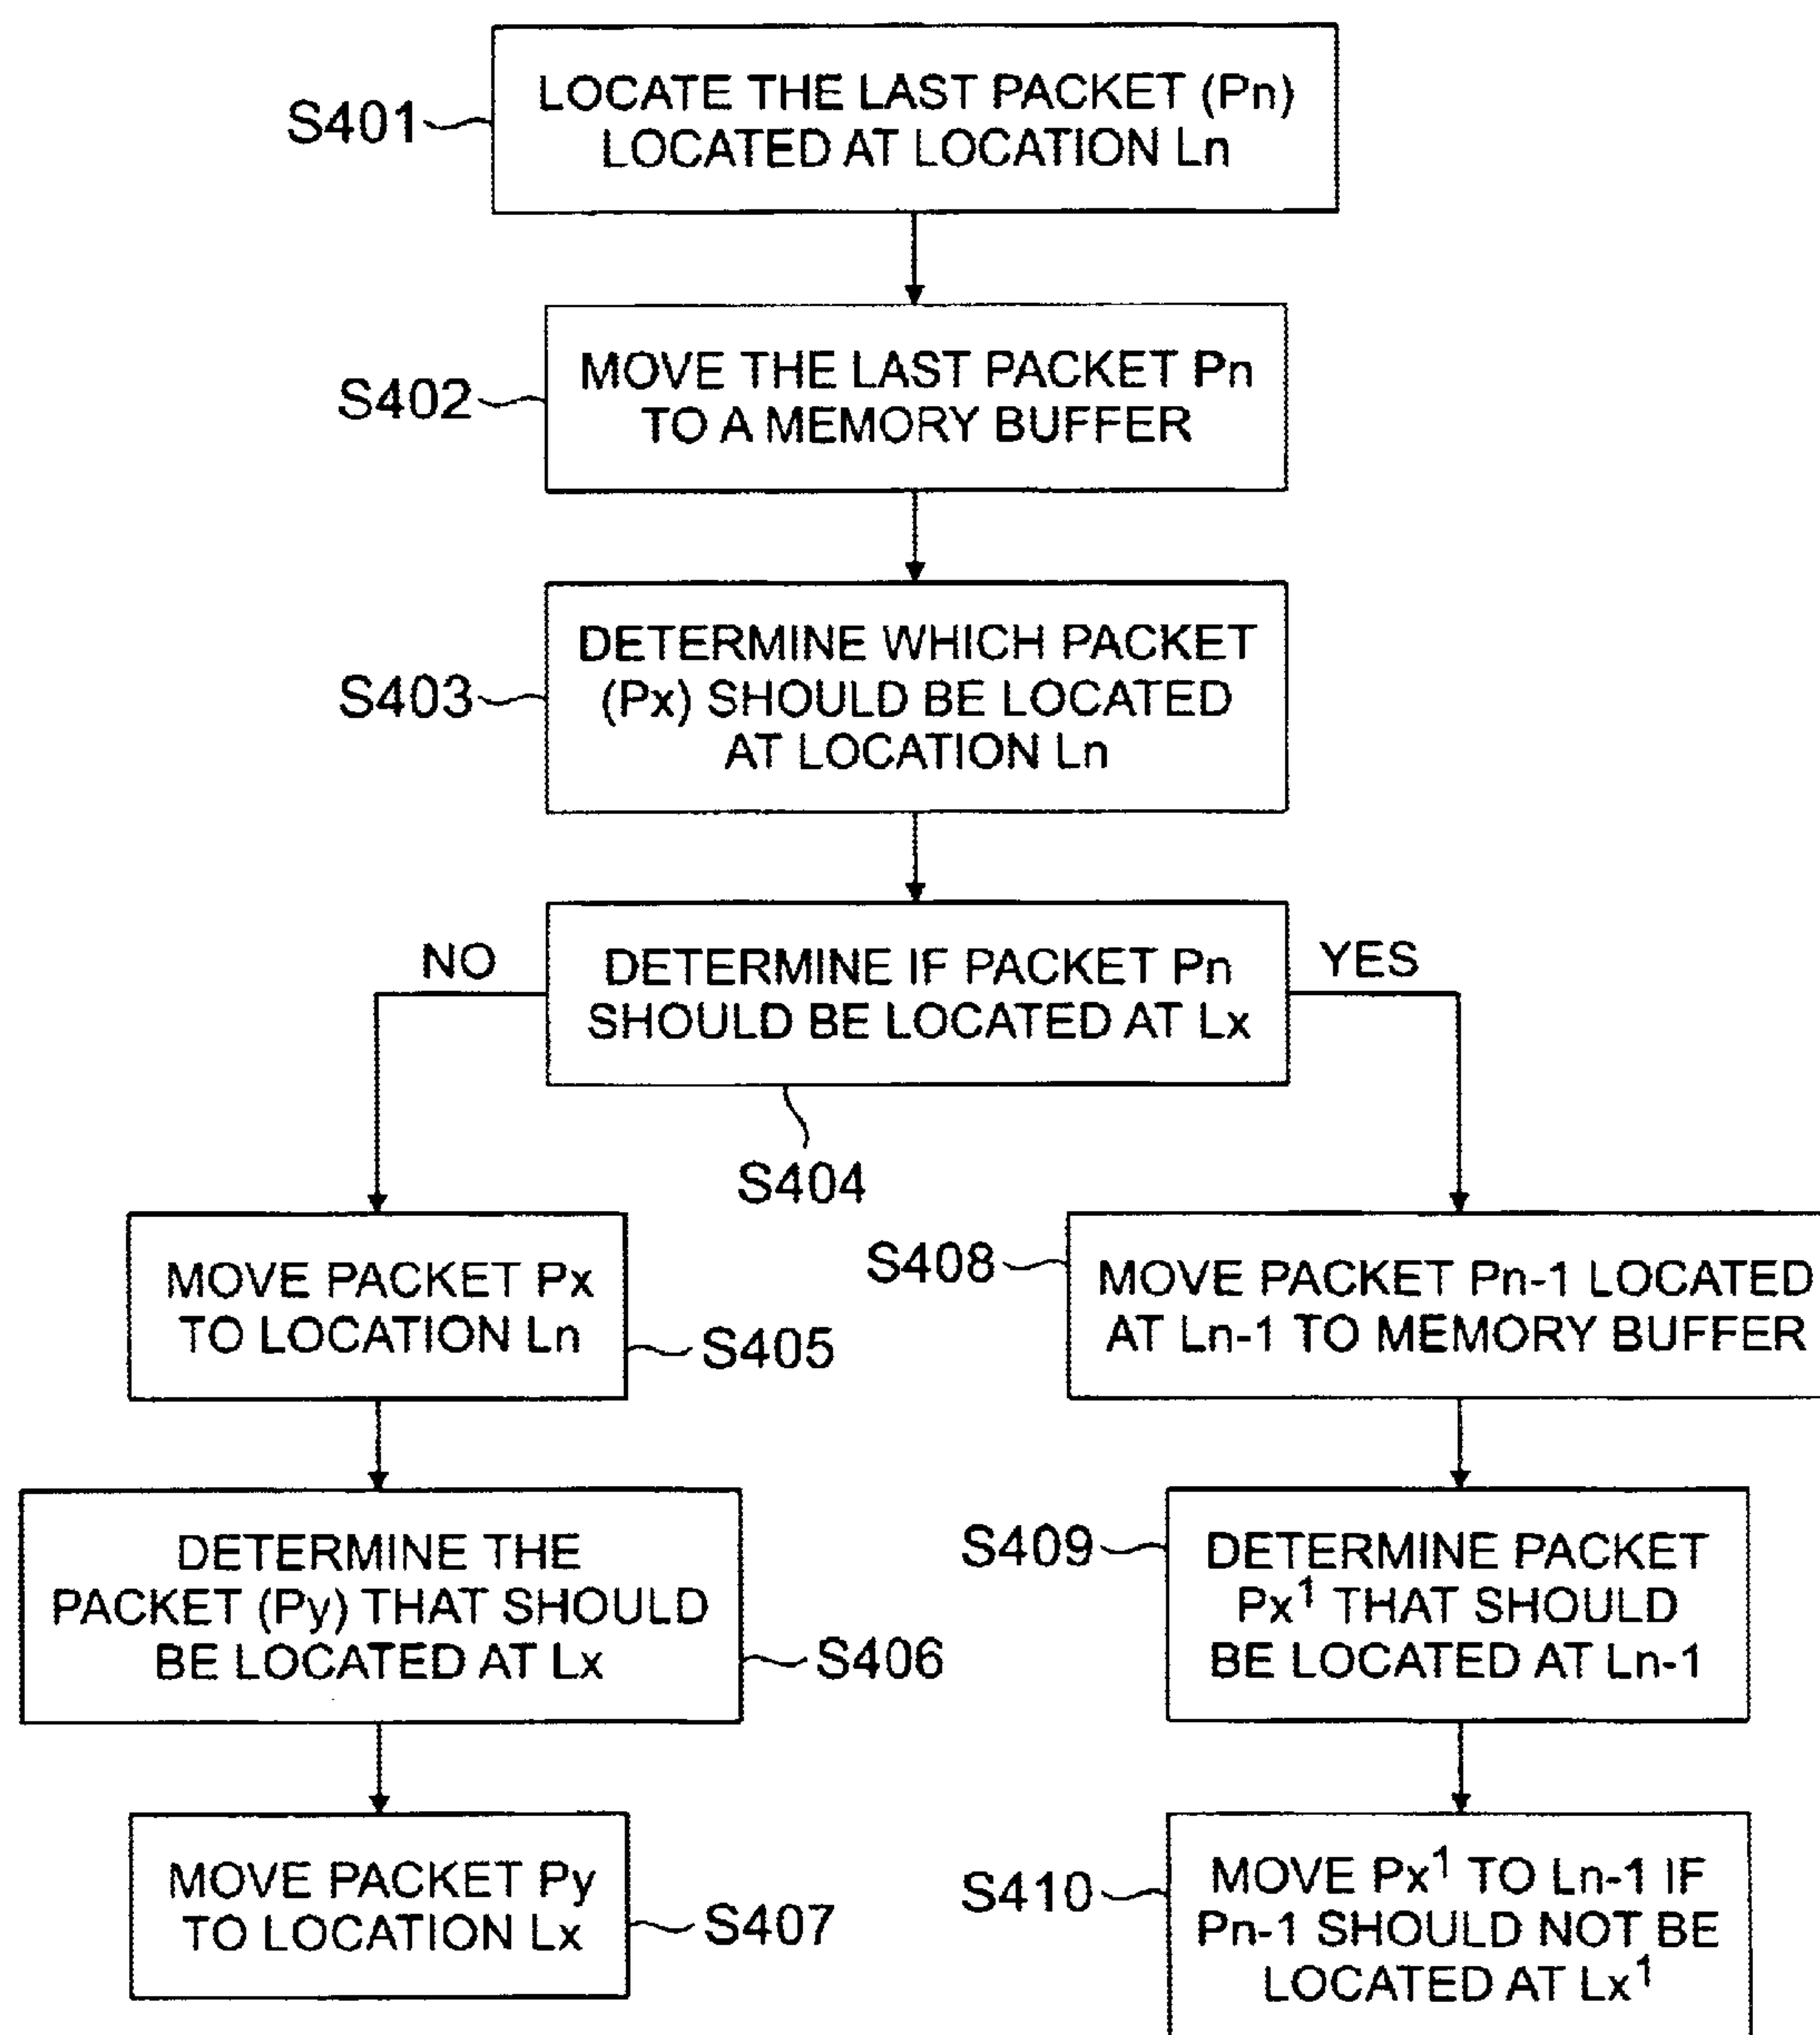 S401
LOCATE THE LAST PACKET (Pn)
LOCATED AT LOCATION Ln
S402
MOVE THE LAST PACKET Pn
TO A MEMORY BUFFER
S403
DETERMINE WHICH PACKET
(Px) SHOULD BE LOCATED
AT LOCATION Ln
NO
DETERMINE IF PACKET Pn
SHOULD BE LOCATED AT Lx
YES
S404
MOVE PACKET Px
TO LOCATION Ln
S405
DETERMINE THE
PACKET (Py) THAT SHOULD
BE LOCATED AT Lx
S406
MOVE PACKET Py
TO LOCATION Lx
S407
S408
MOVE PACKET Pn-1 LOCATED
AT Ln-1 TO MEMORY BUFFER
S409
DETERMINE PACKET
Px¹ THAT SHOULD
BE LOCATED AT Ln-1
S410
MOVE Px¹ TO Ln-1 IF
Pn-1 SHOULD NOT BE
LOCATED AT Lx¹